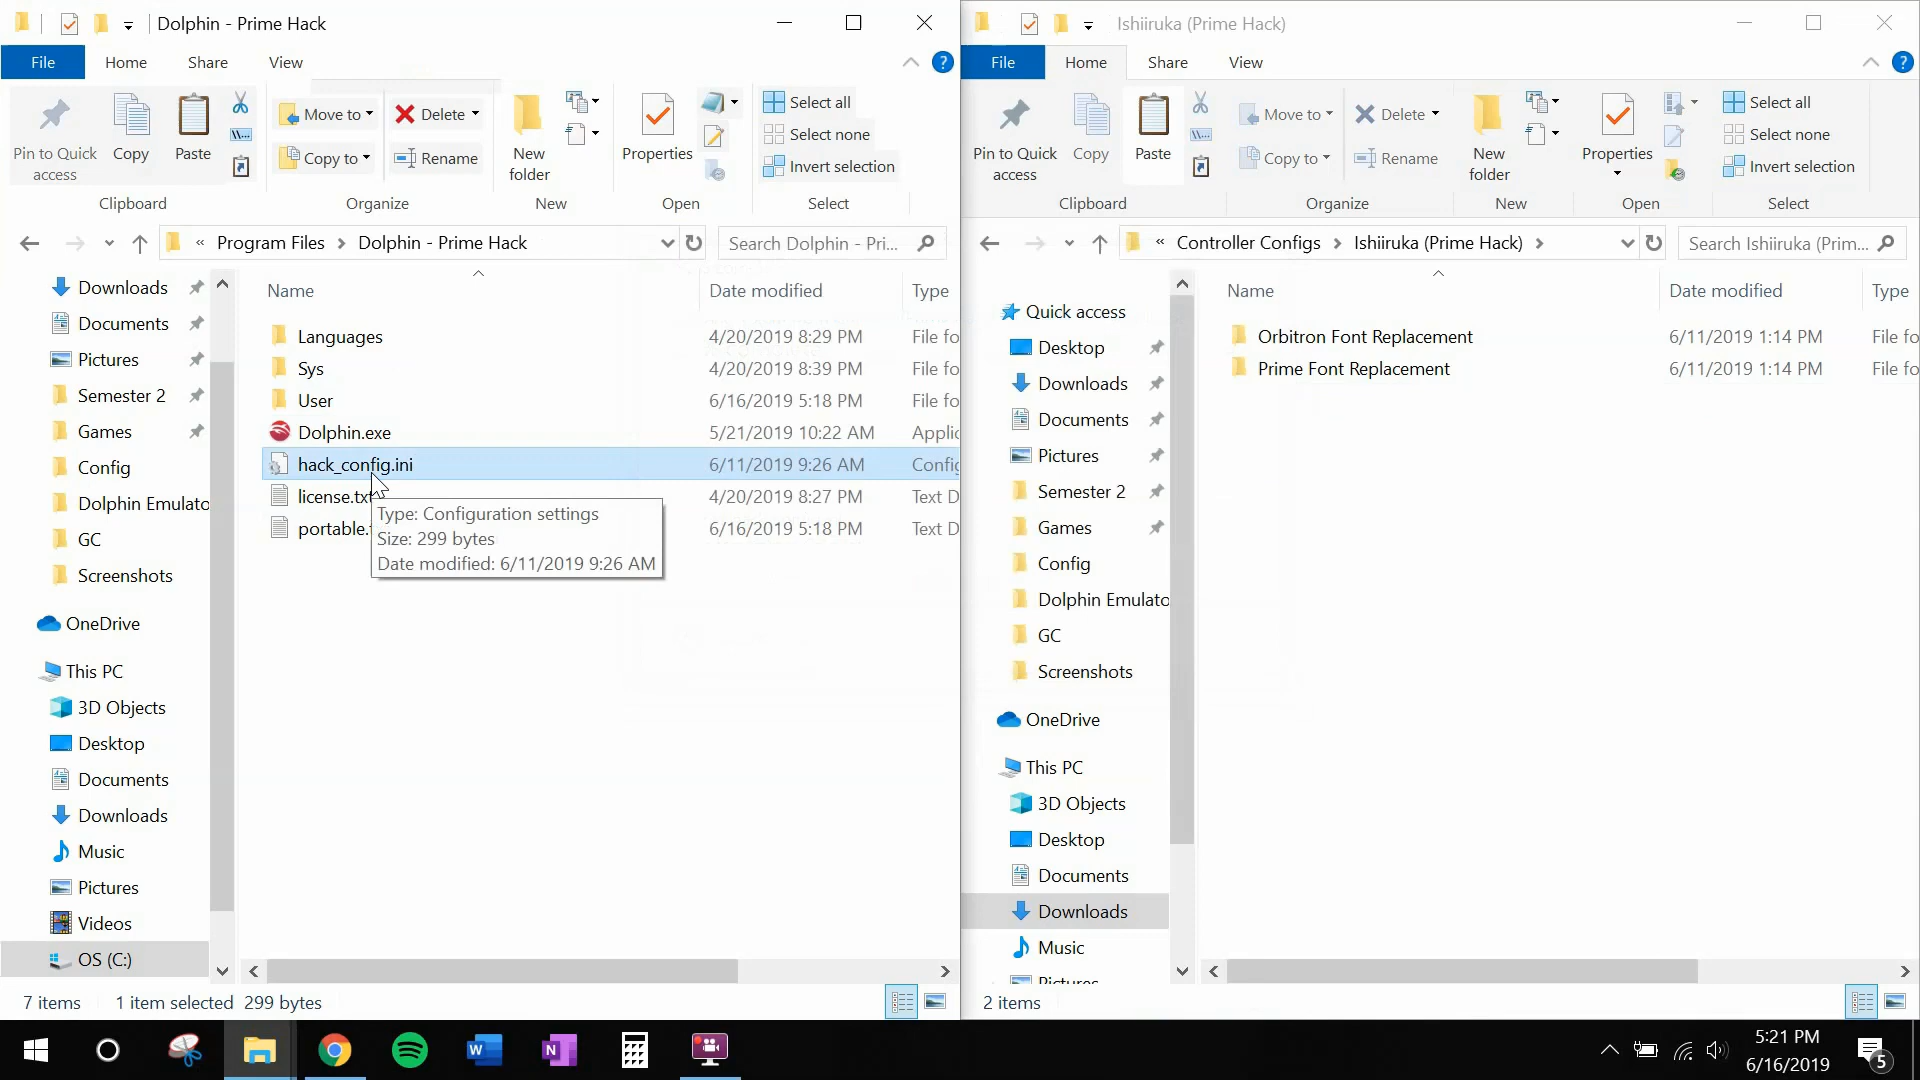 Dolphin - Prime Hack
File
Home
Share
View
?
Pin to Quick
access
Copy
Paste
Move to
Copy to
Delete
Rename
New
folder
Properties
Select all
Select none
Invert selection
Clipboard
Organize
New
Open
Select
« Program Files > Dolphin - Prime Hack
Search Dolphin - Pri...
Downloads
Documents
Pictures
Semester 2
Games
Config
Dolphin Emulato
GC
Screenshots
OneDrive
This PC
3D Objects
Desktop
Documents
Downloads
Music
Pictures
Videos
OS (C:)
Name Date modified Type
Languages 4/20/2019 8:29 PM File fo
Sys 4/20/2019 8:39 PM File fo
User 6/16/2019 5:18 PM File fo
Dolphin.exe 5/21/2019 10:22 AM Applic
hack_config.ini 6/11/2019 9:26 AM Config
license.txt 4/20/2019 8:27 PM Text D
portable. 6/16/2019 5:18 PM Text D
Type: Configuration settings
Size: 299 bytes
Date modified: 6/11/2019 9:26 AM
7 items 1 item selected 299 bytes
Ishiiruka (Prime Hack)
File
Home
Share
View
?
Pin to Quick
access
Copy
Paste
Move to
Copy to
Delete
Rename
New
folder
Properties
Select all
Select none
Invert selection
Clipboard
Organize
New
Open
Select
« Controller Configs > Ishiiruka (Prime Hack) >
Search Ishiiruka (Prim...
Quick access
Desktop
Downloads
Documents
Pictures
Semester 2
Games
Config
Dolphin Emulato
GC
Screenshots
OneDrive
This PC
3D Objects
Desktop
Documents
Downloads
Music
Pictures
Name Date modified Type
Orbitron Font Replacement 6/11/2019 1:14 PM File fo
Prime Font Replacement 6/11/2019 1:14 PM File fo
2 items
5:21 PM
6/16/2019
5